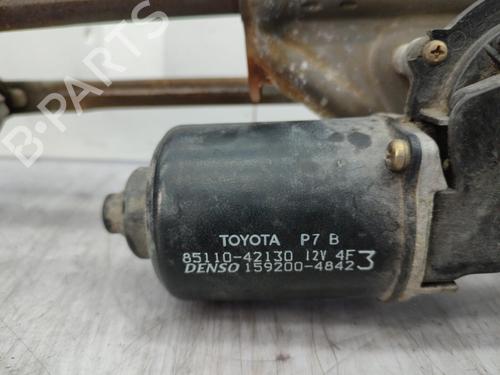 B-PARTS
TOYOTA P7 B
85110-42130 12V 4F
DENSO 159200-4842 3